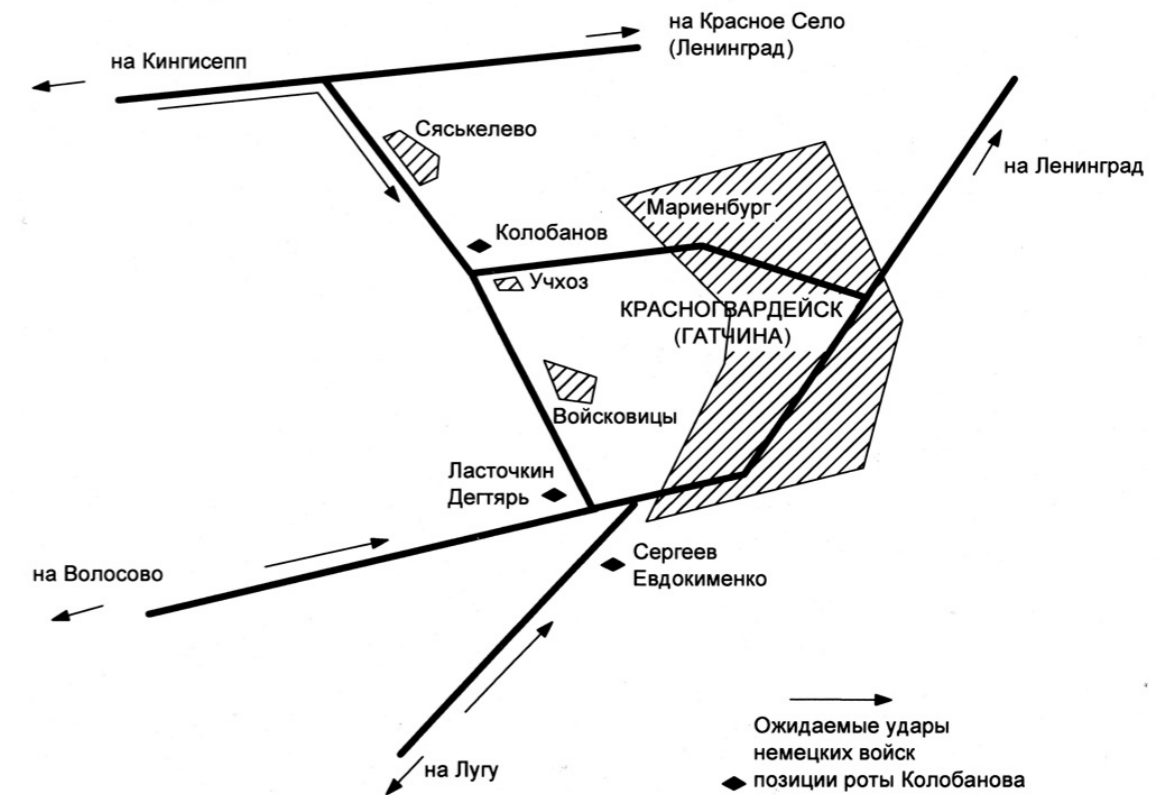 на Красное Село
(Ленинград)
на Кингисепп
Сяськелево
на Ленинград
Мариенбург
Колобанов
Учхоз
КРАСНОГВАРДЕЙСК
(ГАТЧИНА)
Войсковицы
Ласточкин
Дегтярь
Сергеев
Евдокименко
на Волосово
на Лугу
Ожидаемые удары
немецких войск
позиции роты Колобанова